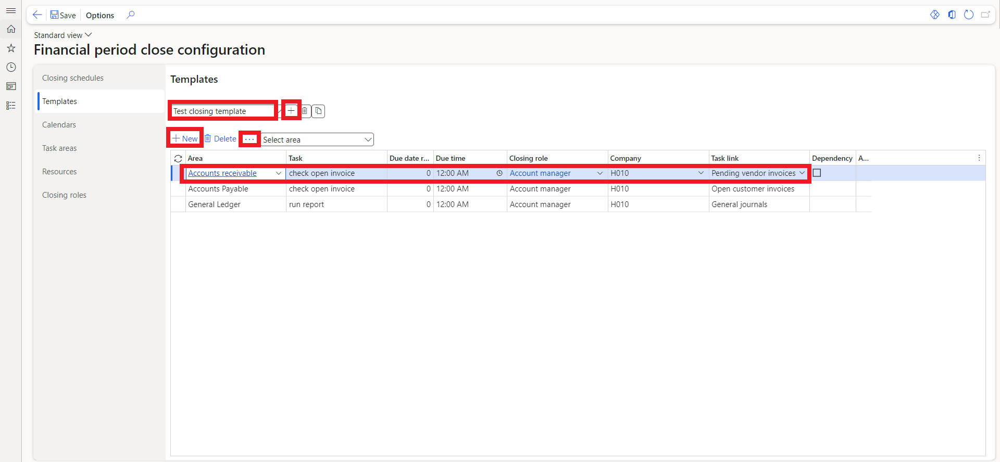 Save Options
Standard view
Financial period close configuration
Closing schedules
Templates
Calendars
Task areas
Resources
Closing roles
Templates
Test closing template
New Delete ... Select area
Area Task Due date r... Due time Closing role Company Task link Dependency A...
Accounts receivable check open invoice 0 12:00 AM Account manager H010 Pending vendor invoices
Accounts Payable check open invoice 0 12:00 AM Account manager H010 Open customer invoices
General Ledger run report 0 12:00 AM Account manager H010 General journals